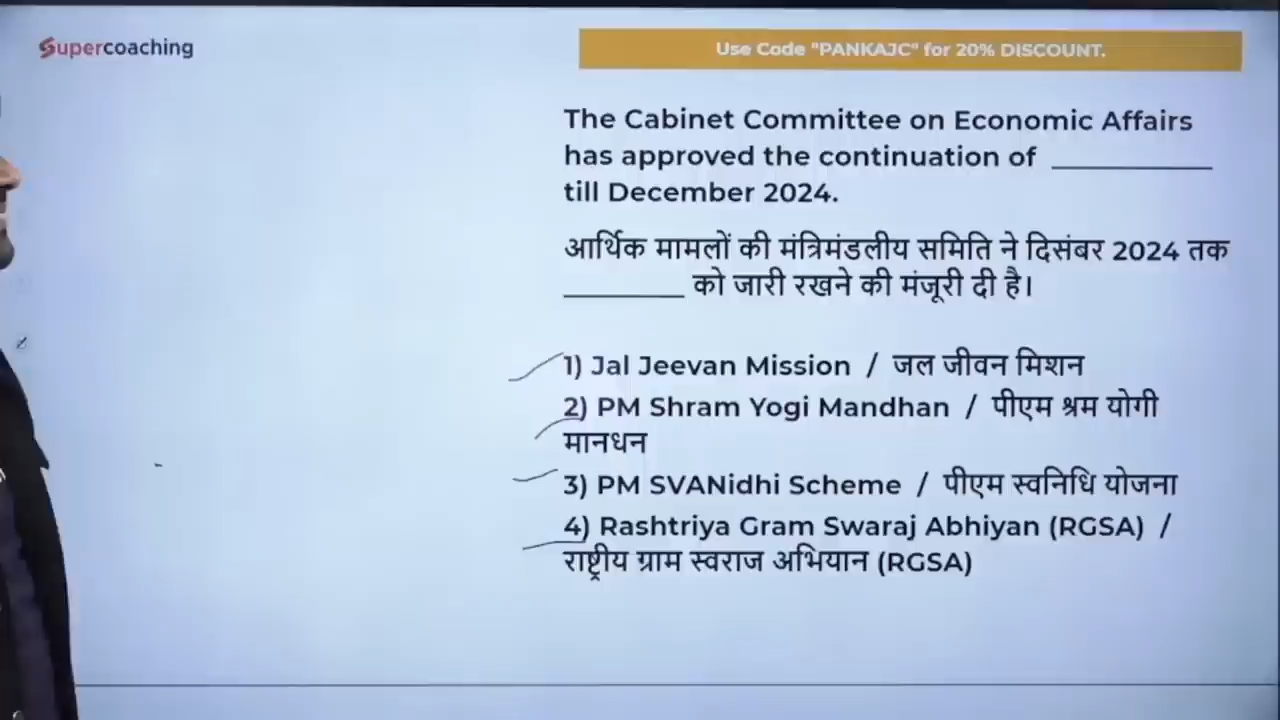 Supercoaching
Use Code "PANKAJC" for 20% DISCOUNT.
The Cabinet Committee on Economic Affairs
has approved the continuation of ____________
till December 2024.
आर्थिक मामलों की मंत्रिमंडलीय समिति ने दिसंबर 2024 तक
_________ को जारी रखने की मंजूरी दी है।
1) Jal Jeevan Mission / जल जीवन मिशन
2) PM Shram Yogi Mandhan / पीएम श्रम योगी
मानधन
3) PM SVANidhi Scheme / पीएम स्वनिधि योजना
4) Rashtriya Gram Swaraj Abhiyan (RGSA) /
राष्ट्रीय ग्राम स्वराज अभियान (RGSA)